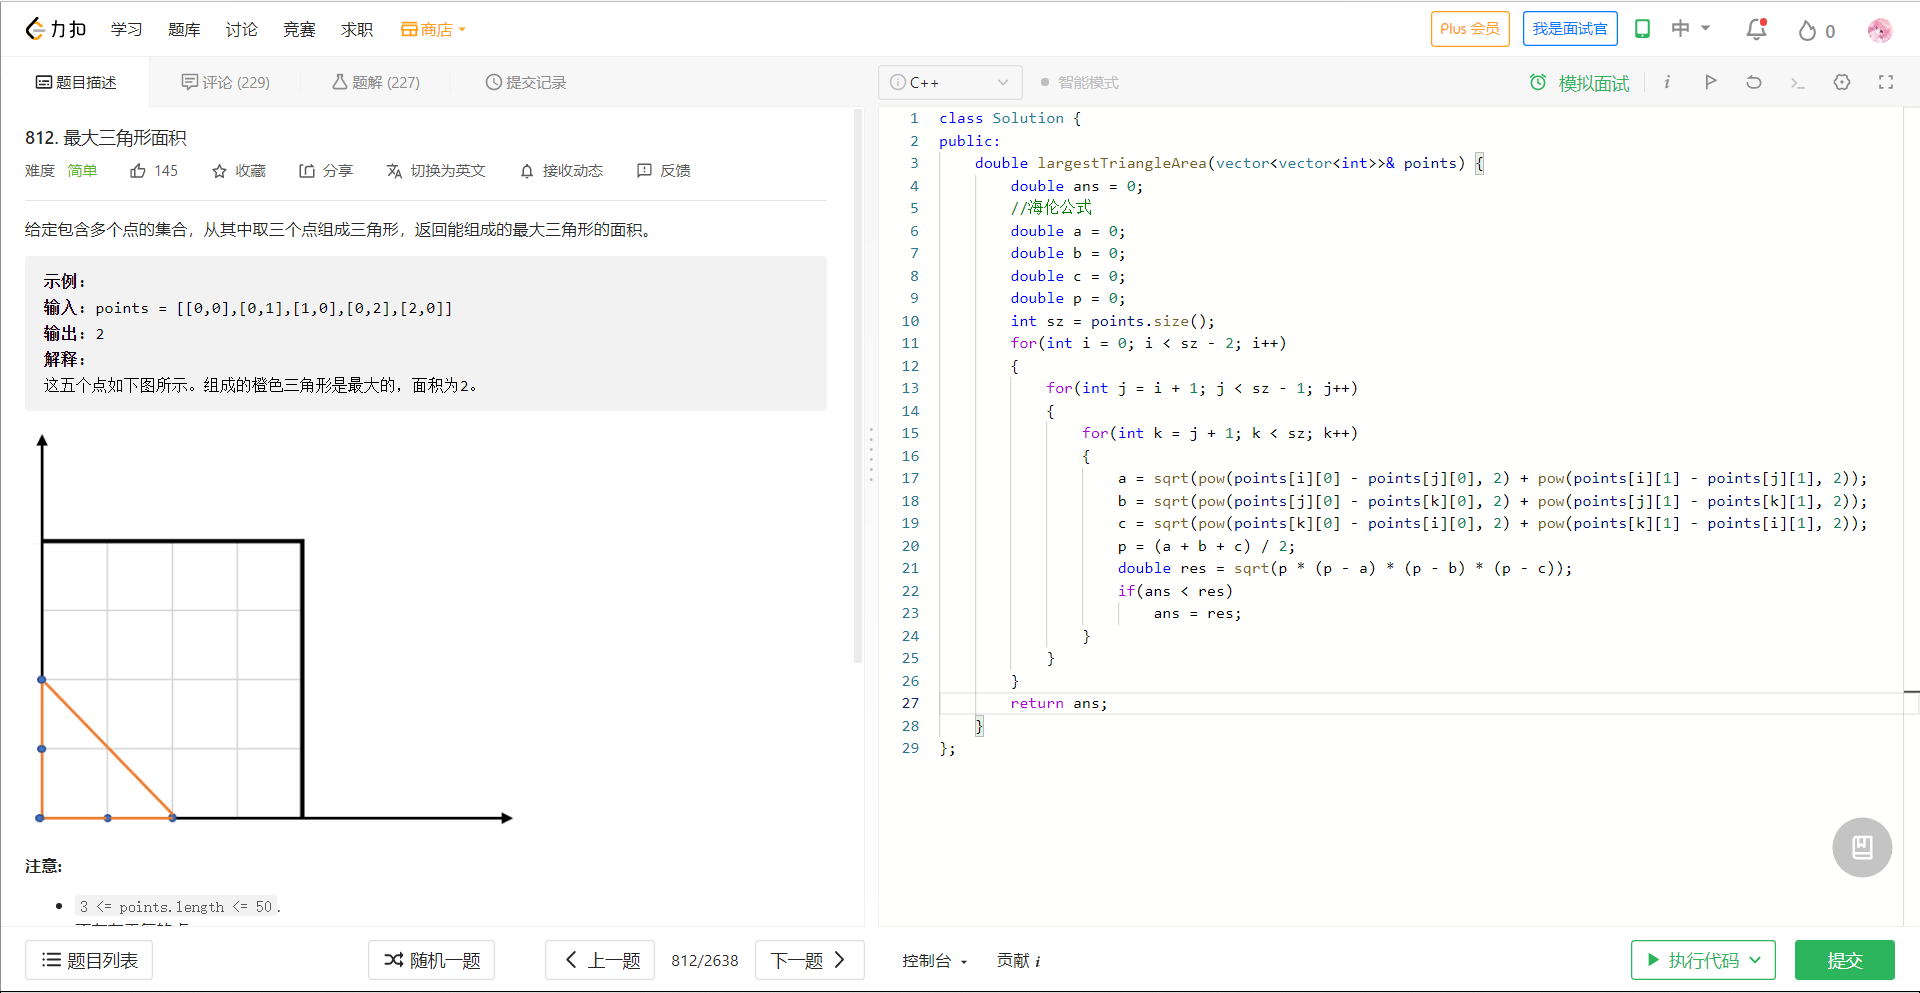 力扣 学习 题库 讨论 竞赛 求职 商店 Plus 会员 我是面试官 中 0
题目描述 评论 (229) 题解 (227) 提交记录
812. 最大三角形面积
难度 简单 145 收藏 分享 切换为英文 接收动态 反馈
给定包含多个点的集合，从其中取三个点组成三角形，返回能组成的最大三角形的面积。
示例：
输入：points = [[0,0],[0,1],[1,0],[0,2],[2,0]]
输出：2
解释：
这五个点如下图所示。组成的橙色三角形是最大的，面积为2。
注意:
3 <= points.length <= 50.
题目列表 随机一题 上一题 812/2638 下一题
C++ 智能模式 模拟面试 i
1 class Solution {
2 public:
3 double largestTriangleArea(vector<vector<int>>& points) {
4 double ans = 0;
5 //海伦公式
6 double a = 0;
7 double b = 0;
8 double c = 0;
9 double p = 0;
10 int sz = points.size();
11 for(int i = 0; i < sz - 2; i++)
12 {
13 for(int j = i + 1; j < sz - 1; j++)
14 {
15 for(int k = j + 1; k < sz; k++)
16 {
17 a = sqrt(pow(points[i][0] - points[j][0], 2) + pow(points[i][1] - points[j][1], 2));
18 b = sqrt(pow(points[j][0] - points[k][0], 2) + pow(points[j][1] - points[k][1], 2));
19 c = sqrt(pow(points[k][0] - points[i][0], 2) + pow(points[k][1] - points[i][1], 2));
20 p = (a + b + c) / 2;
21 double res = sqrt(p * (p - a) * (p - b) * (p - c));
22 if(ans < res)
23 ans = res;
24 }
25 }
26 }
27 return ans;
28 }
29 };
控制台 贡献 i 执行代码 提交